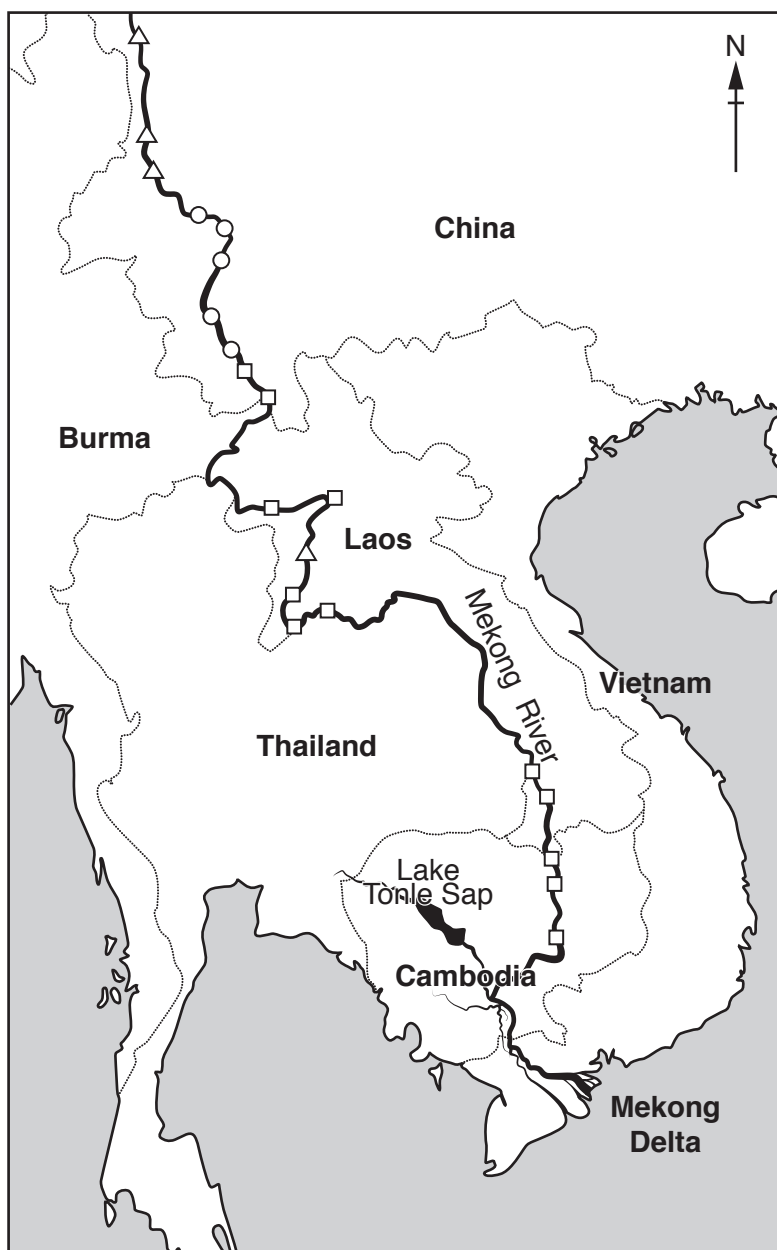 N
China
Burma
Laos
Mekong River
Vietnam
Thailand
Lake
Tonle Sap
Cambodia
Mekong
Delta